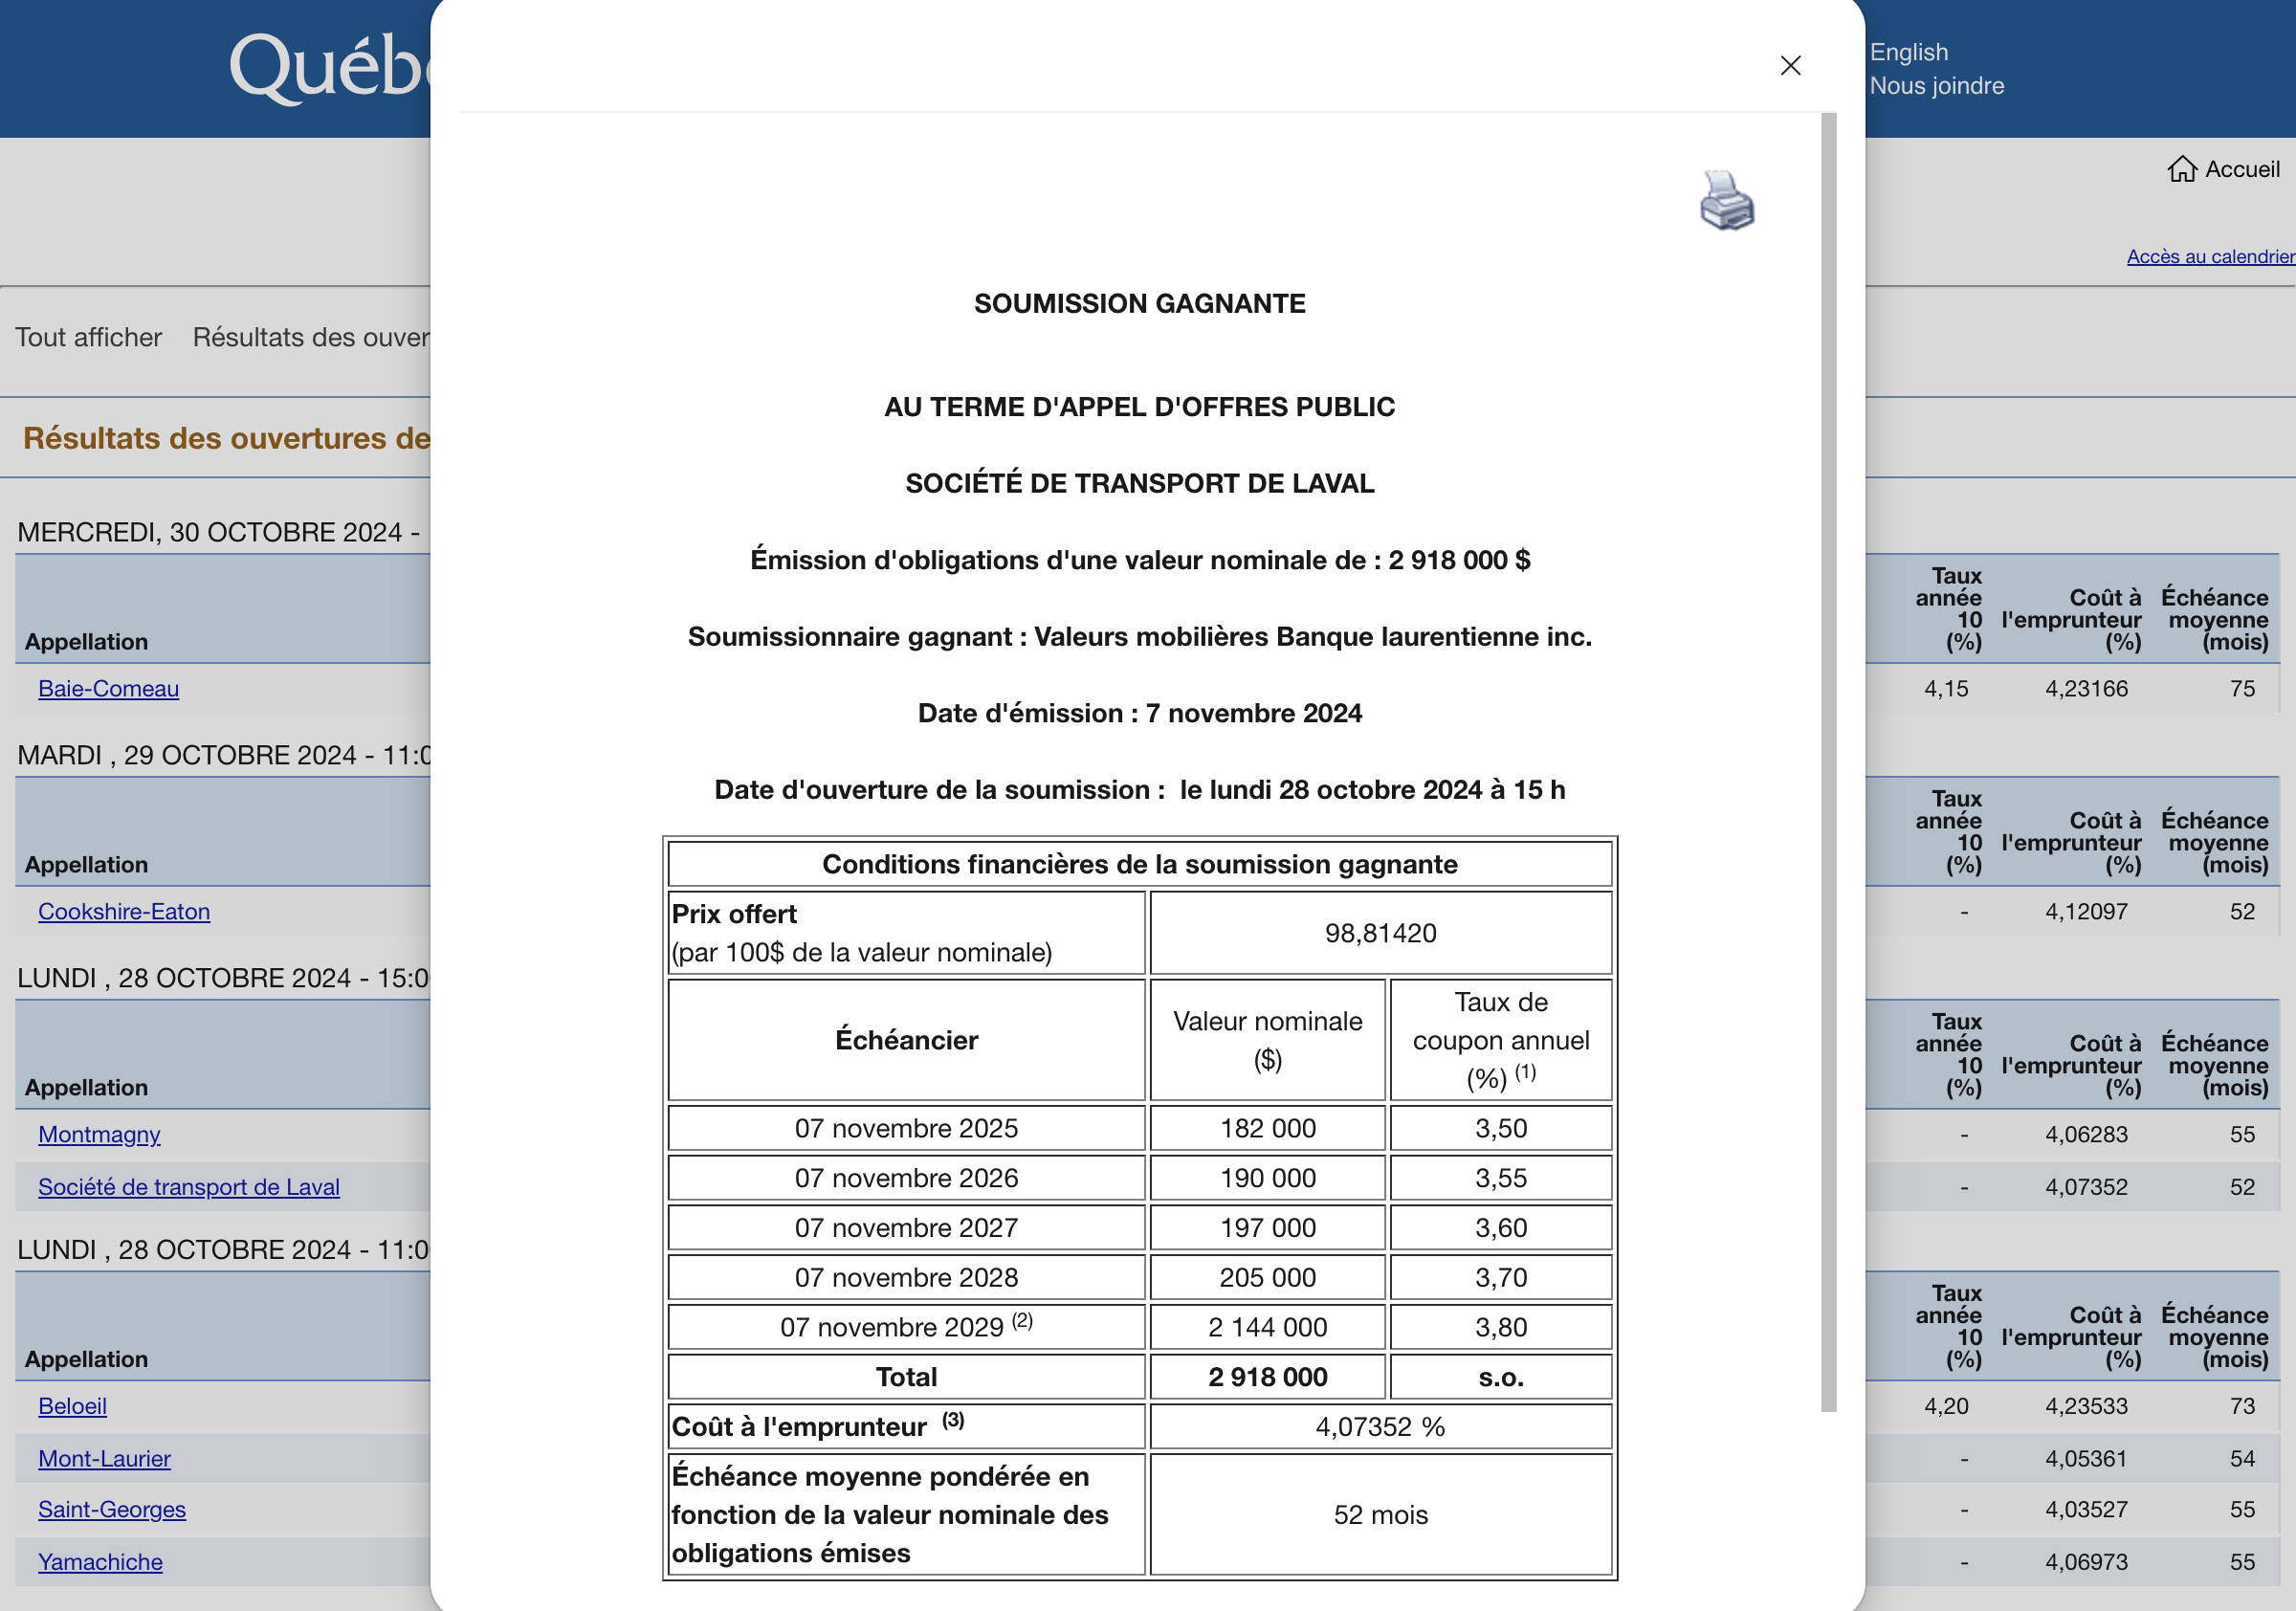 Québ
English
Nous joindre
Accueil
Accès au calendrier
Tout afficher Résultats des ouver
Résultats des ouvertures de
SOUMISSION GAGNANTE
AU TERME D'APPEL D'OFFRES PUBLIC
SOCIÉTÉ DE TRANSPORT DE LAVAL
Émission d'obligations d'une valeur nominale de : 2 918 000 $
Soumissionnaire gagnant : Valeurs mobilières Banque laurentienne inc.
Date d'émission : 7 novembre 2024
Date d'ouverture de la soumission : le lundi 28 octobre 2024 à 15 h
Conditions financières de la soumission gagnante
Prix offert
(par 100$ de la valeur nominale)
98,81420
Échéancier
Valeur nominale
($)
Taux de
coupon annuel
(%) (1)
07 novembre 2025 182 000 3,50
07 novembre 2026 190 000 3,55
07 novembre 2027 197 000 3,60
07 novembre 2028 205 000 3,70
07 novembre 2029 (2) 2 144 000 3,80
Total 2 918 000 s.o.
Coût à l'emprunteur (3) 4,07352 %
Échéance moyenne pondérée en
fonction de la valeur nominale des
obligations émises
52 mois
MERCREDI, 30 OCTOBRE 2024 -
Appellation
Taux
année
10
(%)
Coût à
l'emprunteur
(%)
Échéance
moyenne
(mois)
Baie-Comeau 4,15 4,23166 75
MARDI , 29 OCTOBRE 2024 - 11:0
Appellation
Taux
année
10
(%)
Coût à
l'emprunteur
(%)
Échéance
moyenne
(mois)
Cookshire-Eaton - 4,12097 52
LUNDI , 28 OCTOBRE 2024 - 15:0
Appellation
Taux
année
10
(%)
Coût à
l'emprunteur
(%)
Échéance
moyenne
(mois)
Montmagny - 4,06283 55
Société de transport de Laval - 4,07352 52
LUNDI , 28 OCTOBRE 2024 - 11:0
Appellation
Taux
année
10
(%)
Coût à
l'emprunteur
(%)
Échéance
moyenne
(mois)
Beloeil 4,20 4,23533 73
Mont-Laurier - 4,05361 54
Saint-Georges - 4,03527 55
Yamachiche - 4,06973 55